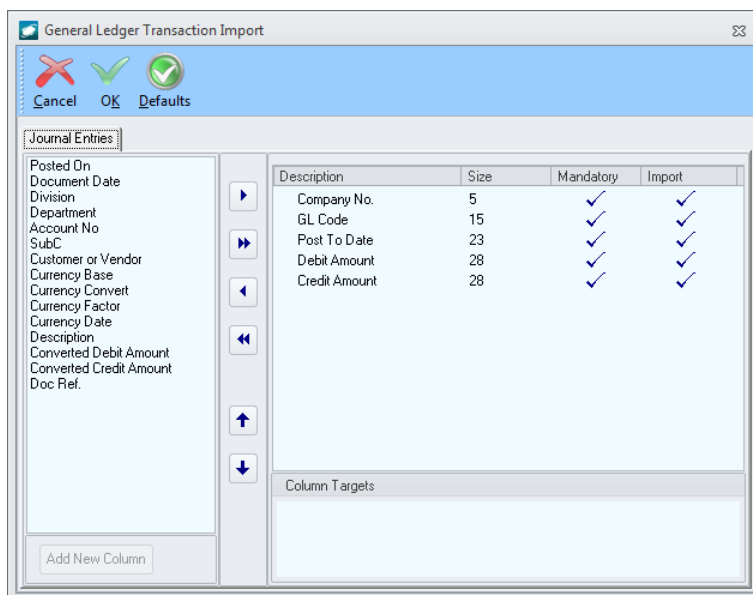 General Ledger Transaction Import
Cancel OK Defaults
Journal Entries
Posted On
Document Date
Division
Department
Account No
SubC
Customer or Vendor
Currency Base
Currency Convert
Currency Factor
Currency Date
Description
Converted Debit Amount
Converted Credit Amount
Doc Ref.
Add New Column
Description Size Mandatory Import
Company No. 5
GL Code 15
Post To Date 23
Debit Amount 28
Credit Amount 28
Column Targets